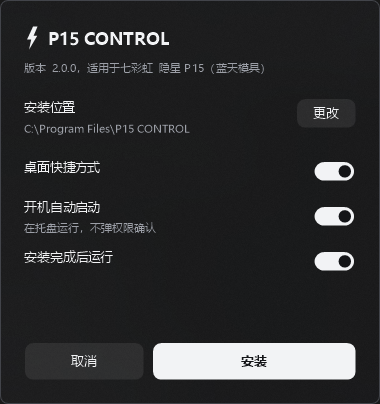 P15 CONTROL
版本 2.0.0，适用于七彩虹 隐星 P15（蓝天模具）
安装位置
更改
C:\Program Files\P15 CONTROL
桌面快捷方式
开机自动启动
在托盘运行，不弹权限确认
安装完成后运行
取消
安装